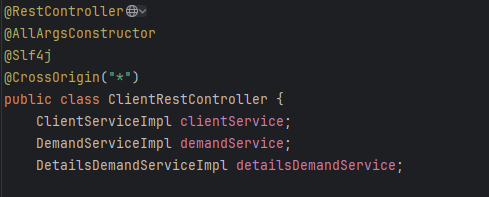 @RestController
@AllArgsConstructor
@Slf4j
@CrossOrigin("*")
public class ClientRestController {
    ClientServiceImpl clientService;
    DemandServiceImpl demandService;
    DetailsDemandServiceImpl detailsDemandService;